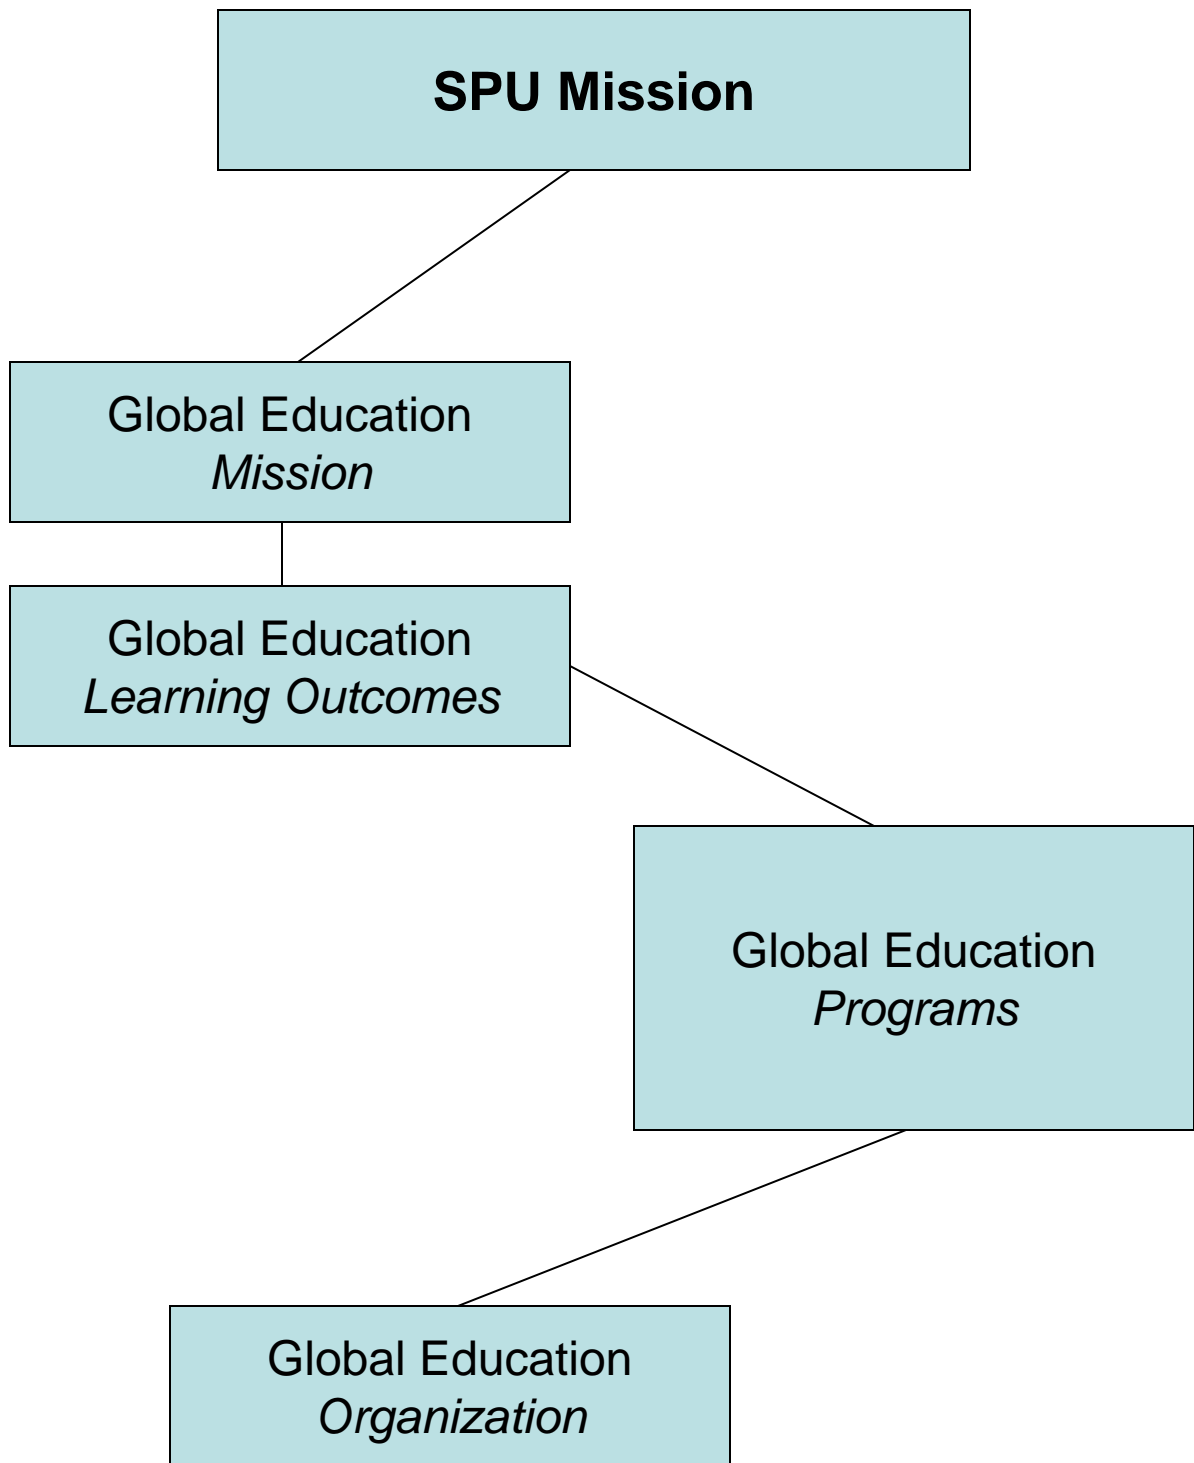 SPU Mission
Global Education
Mission
Global Education
Learning Outcomes
Global Education
Programs
Global Education
Organization